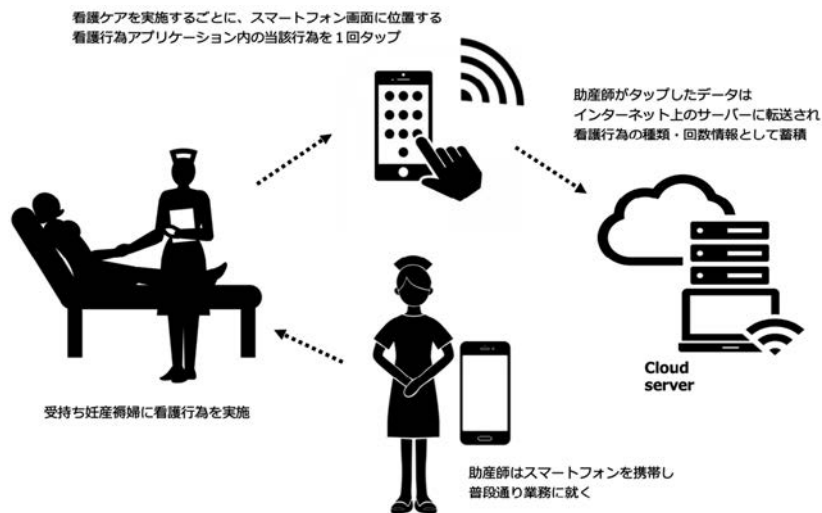 看護ケアを実施するごとに、スマートフォン画面に位置する
看護行為アプリケーション内の当該行為を１回タップ
助産師がタップしたデータは
インターネット上のサーバーに転送され
看護行為の種類・回数情報として蓄積
Cloud
server
受持ち妊産褥婦に看護行為を実施
助産師はスマートフォンを携帯し
普段通り業務に就く